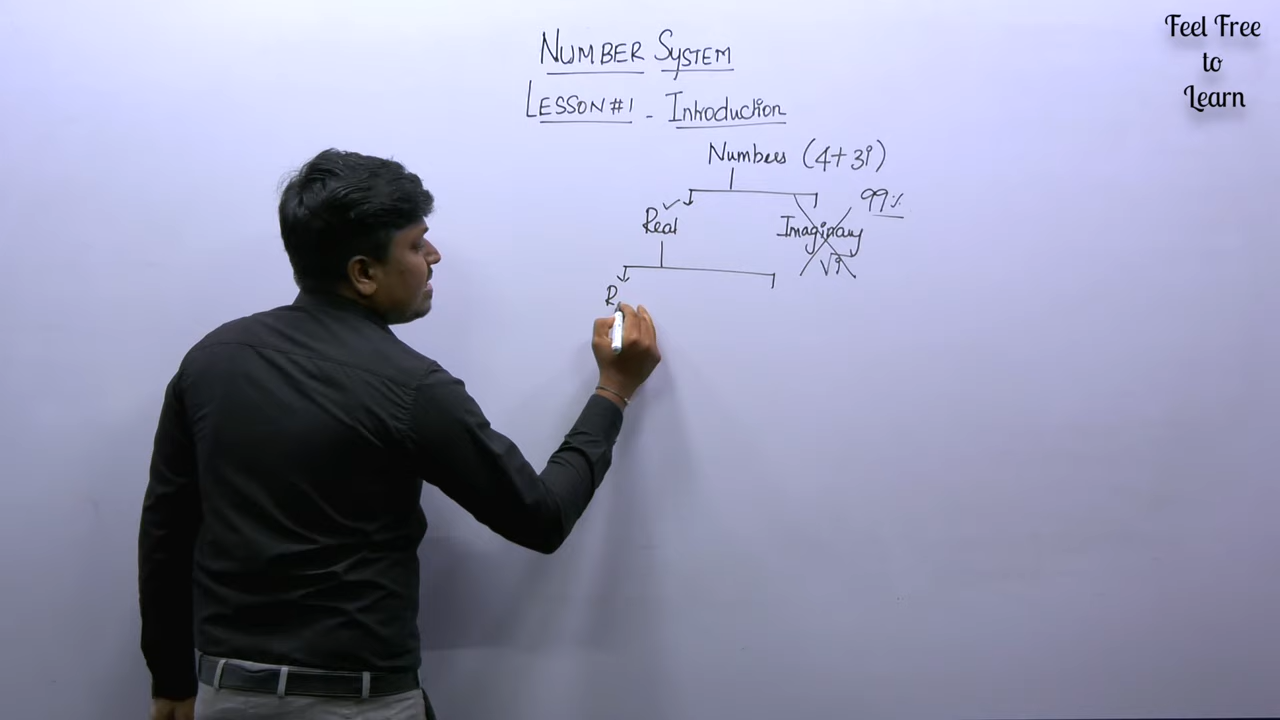 Feel Free
to
Learn
NUMBER SYSTEM
LESSON #1 - Introduction
Numbers (4+3i)
99%
Real Imaginary
√i
R